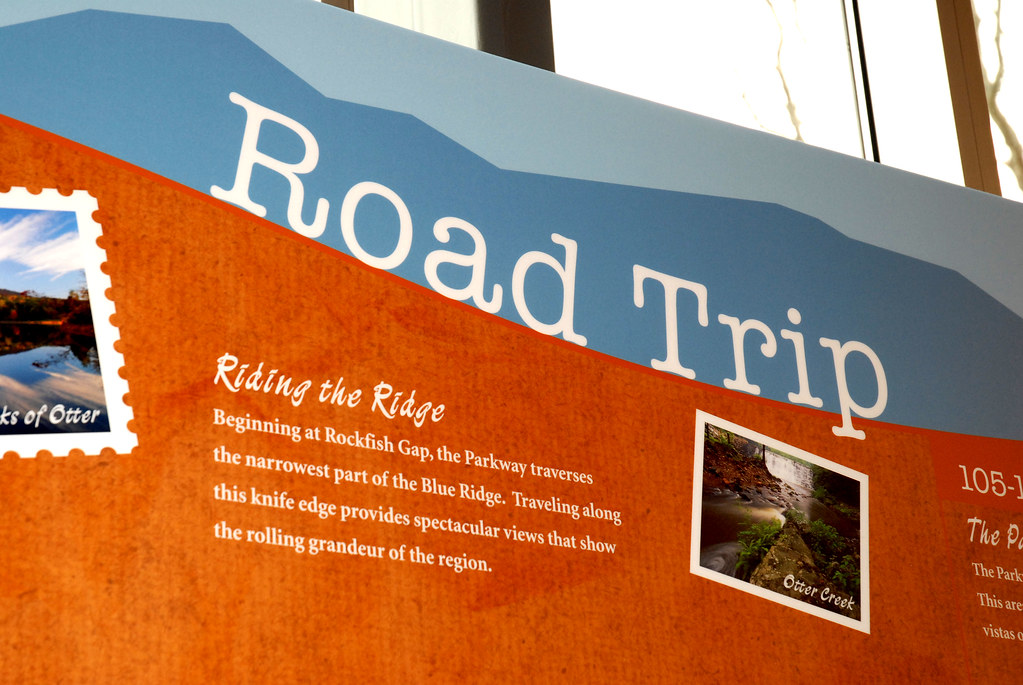 Road Trip
ks of Otter
Riding the Ridge
Beginning at Rockfish Gap, the Parkway traverses
the narrowest part of the Blue Ridge. Traveling along
this knife edge provides spectacular views that show
the rolling grandeur of the region.
Otter Creek
105-1
The Pa
The Park
This are
vistas o